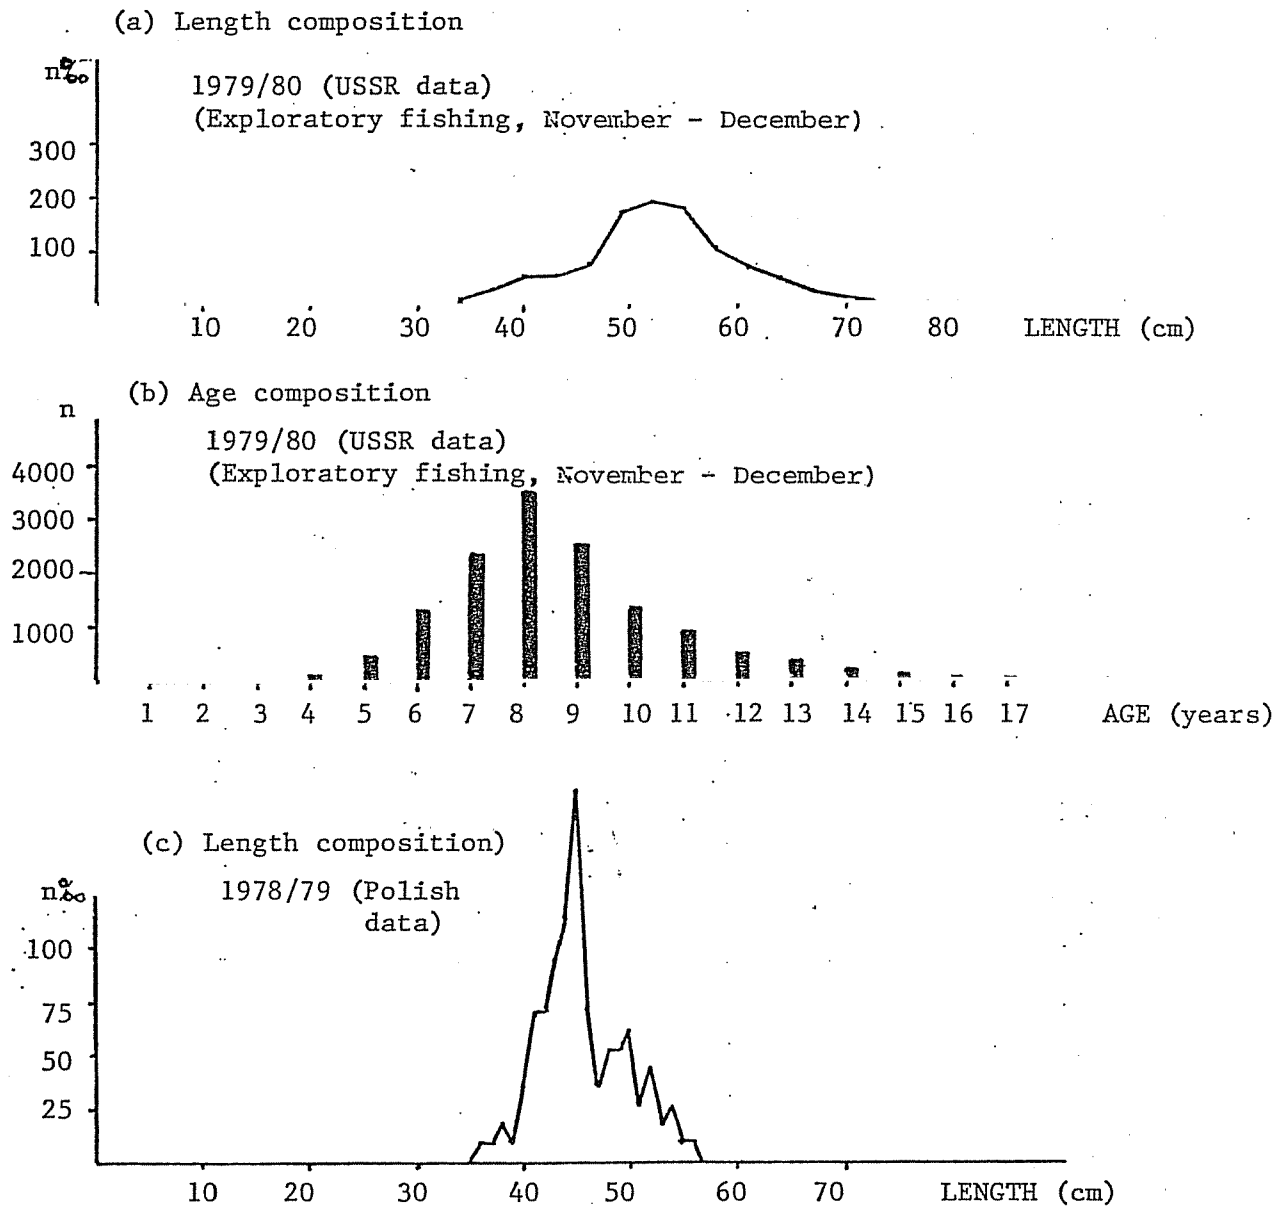 (a) Length composition
n‰
1979/80 (USSR data)
(Exploratory fishing, November - December)
300
200
100
10 20 30 40 50 60 70 80 LENGTH (cm)
(b) Age composition
n
1979/80 (USSR data)
(Exploratory fishing, November - December)
4000
3000
2000
1000
1 2 3 4 5 6 7 8 9 10 11 12 13 14 15 16 17 AGE (years)
(c) Length composition)
n‰
1978/79 (Polish
data)
100
75
50
25
10 20 30 40 50 60 70 LENGTH (cm)